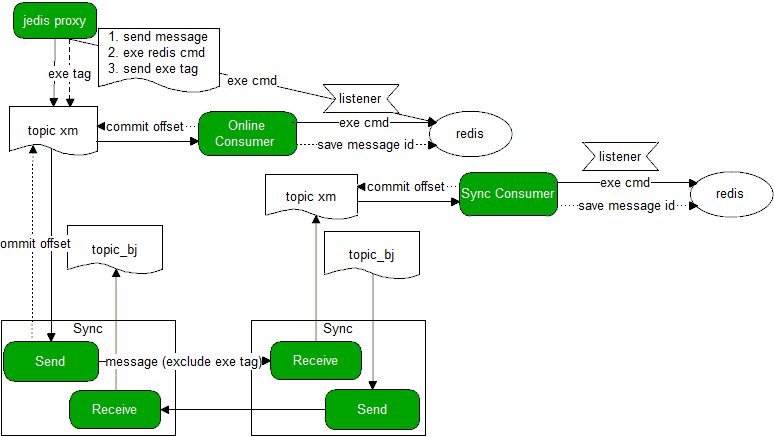 jedis proxy
1. send message
2. exe redis cmd
3. send exe tag
exe tag
exe cmd
listener
topic xm
commit offset
Online
Consumer
exe cmd
save message id
redis
listener
topic xm
commit offset
Sync Consumer
exe cmd
save message id
redis
ommit offset
topic_bj
topic_bj
Sync
Sync
Send
message (exclude exe tag)
Receive
Receive
Send